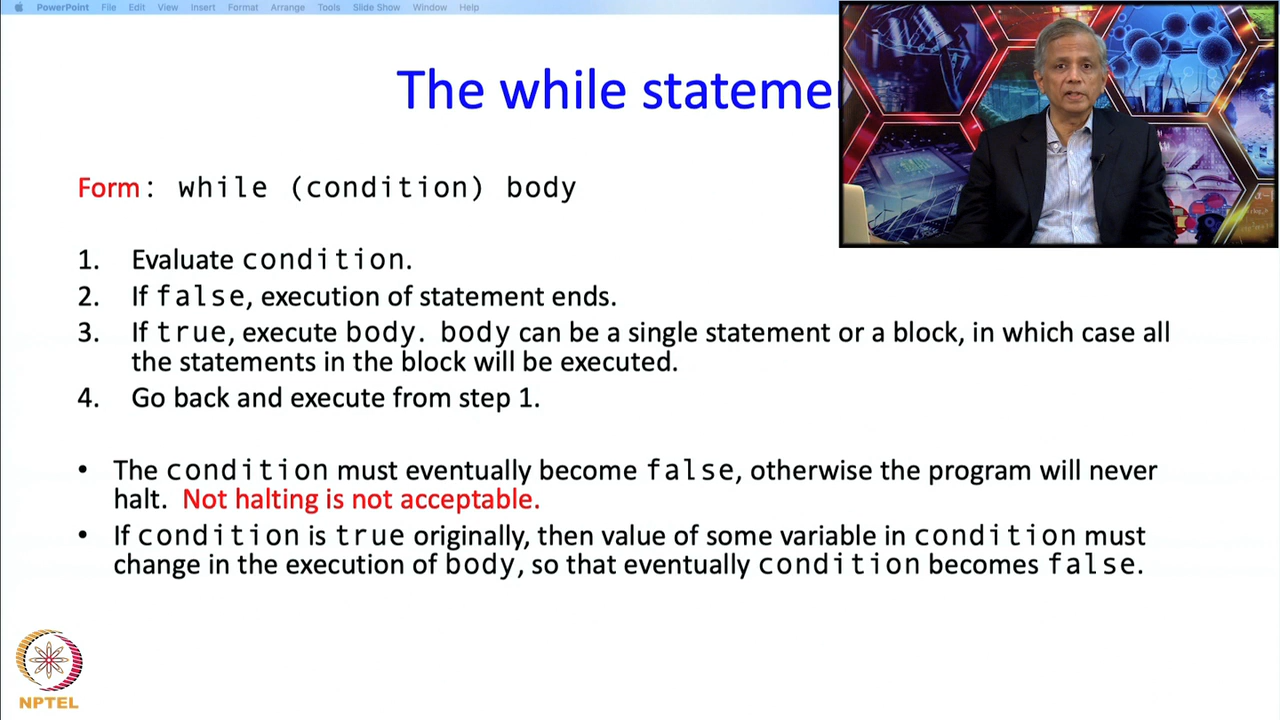 PowerPoint File Edit View Insert Format Arrange Tools Slide Show Window Help
The while stateme
Form: while (condition) body
1. Evaluate condition.
2. If false, execution of statement ends.
3. If true, execute body. body can be a single statement or a block, in which case all
the statements in the block will be executed.
4. Go back and execute from step 1.
• The condition must eventually become false, otherwise the program will never
halt. Not halting is not acceptable.
• If condition is true originally, then value of some variable in condition must
change in the execution of body, so that eventually condition becomes false.
NPTEL